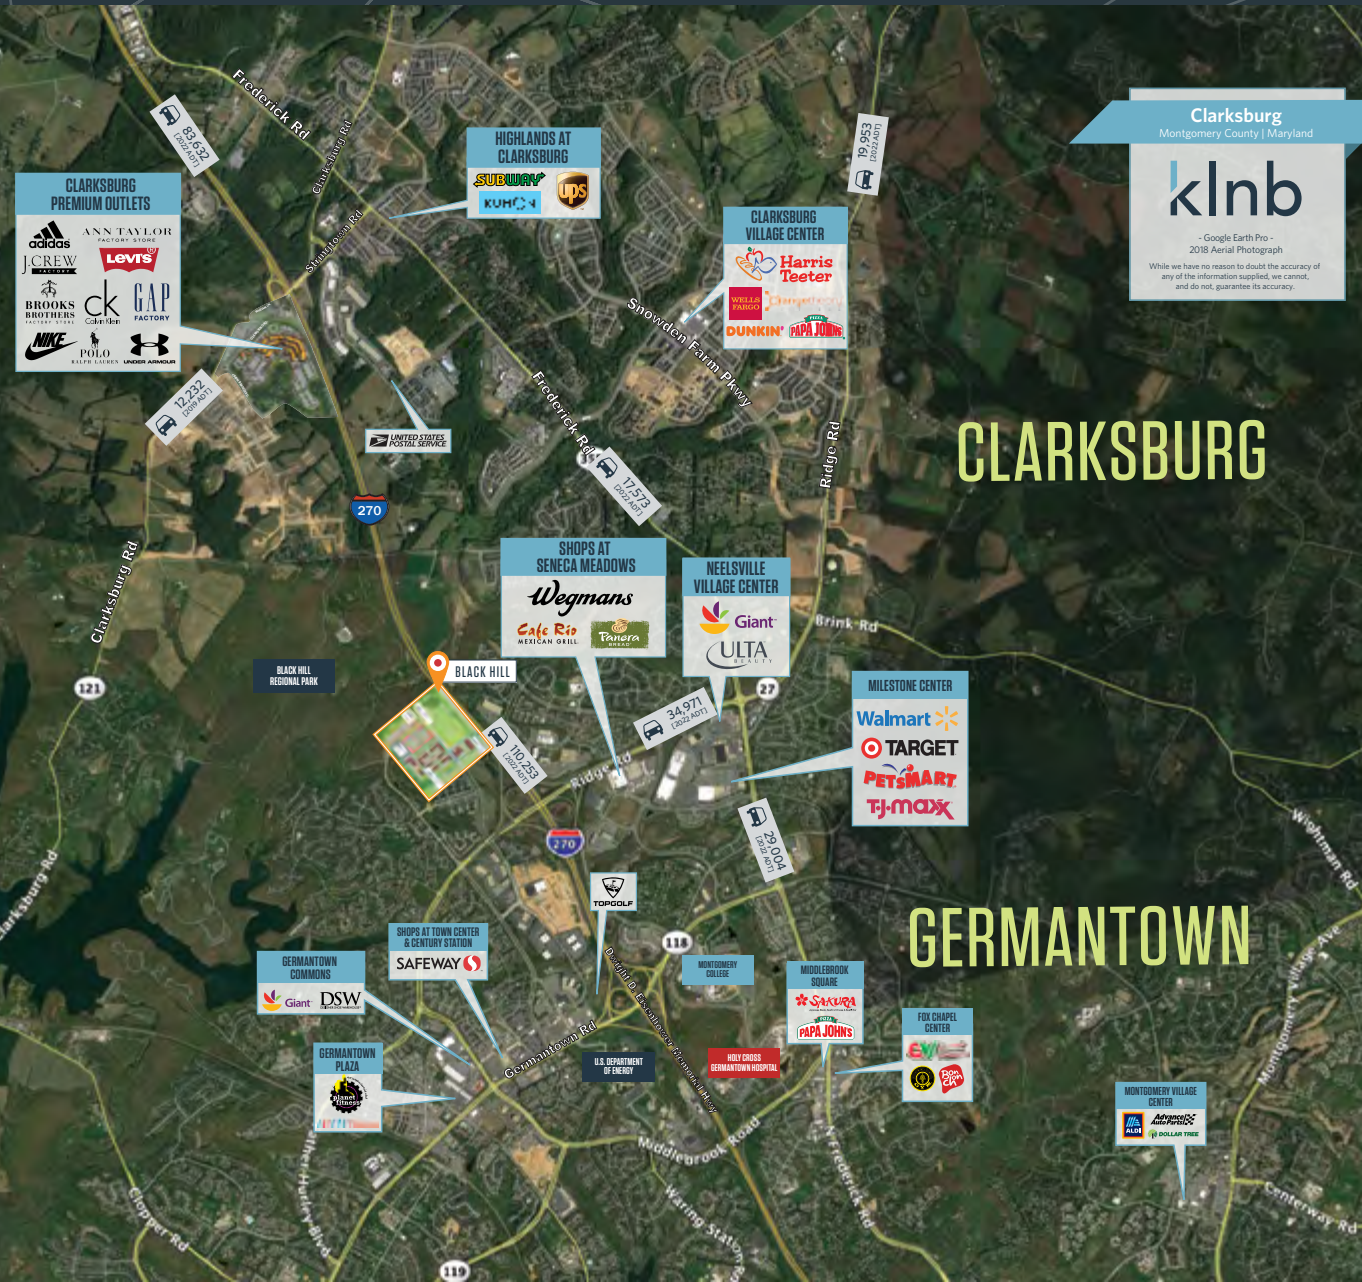 Clarksburg
Montgomery County | Maryland
klnb
- Google Earth Pro -
2018 Aerial Photograph
While we have no reason to doubt the accuracy of
any of the information supplied, we cannot,
and do not, guarantee its accuracy.
Frederick Rd
83,632
[2022 ADT]
Clarksburg Rd
Stringtown Rd
HIGHLANDS AT
CLARKSBURG
SUBWAY
ups
KUMON
19,953
[2022 ADT]
CLARKSBURG
PREMIUM OUTLETS
adidas
ANN TAYLOR
FACTORY STORE
J.CREW
FACTORY
LEVI'S
BROOKS
BROTHERS
FACTORY STORE
ck
Calvin Klein
GAP
FACTORY
NIKE
POLO
RALPH LAUREN
UNDER ARMOUR
CLARKSBURG
VILLAGE CENTER
Harris
Teeter
WELLS
FARGO
DUNKIN'
PIZZA
PAPA JOHNS
Snowden Farm Pkwy
12,232
[2019 ADT]
UNITED STATES
POSTAL SERVICE
Frederick Rd
17,573
[2022 ADT]
Ridge Rd
CLARKSBURG
270
Clarksburg Rd
SHOPS AT
SENECA MEADOWS
Wegmans
Cafe Rio
MEXICAN GRILL
Panera
BREAD
NEELSVILLE
VILLAGE CENTER
Giant
ULTA
BEAUTY
Brink Rd
BLACK HILL
REGIONAL PARK
BLACK HILL
121
27
34,971
[2022 ADT]
110,253
[2022 ADT]
Ridge Rd
MILESTONE CENTER
Walmart
TARGET
PETSMART
T.J.maxx
270
29,004
[2022 ADT]
Wighman Rd
Clarksburg Rd
TOPGOLF
GERMANTOWN
118
SHOPS AT TOWN CENTER
& CENTURY STATION
SAFEWAY
GERMANTOWN
COMMONS
Giant
DSW
MONTGOMERY
COLLEGE
MIDDLEBROOK
SQUARE
SAKURA
PIZZA
PAPA JOHN'S
Dwight D. Eisenhower Memorial Hwy
Montgomery Village Ave
FOX CHAPEL
CENTER
BonChon
Germantown Rd
GERMANTOWN
PLAZA
planet
fitness
U.S. DEPARTMENT
OF ENERGY
HOLY CROSS
GERMANTOWN HOSPITAL
MONTGOMERY VILLAGE
CENTER
ALDI
Advance
Auto Parts
DOLLAR TREE
Middlebrook Road
N Frederick Rd
Clopper Rd
Waring Station
Centerway Rd
119